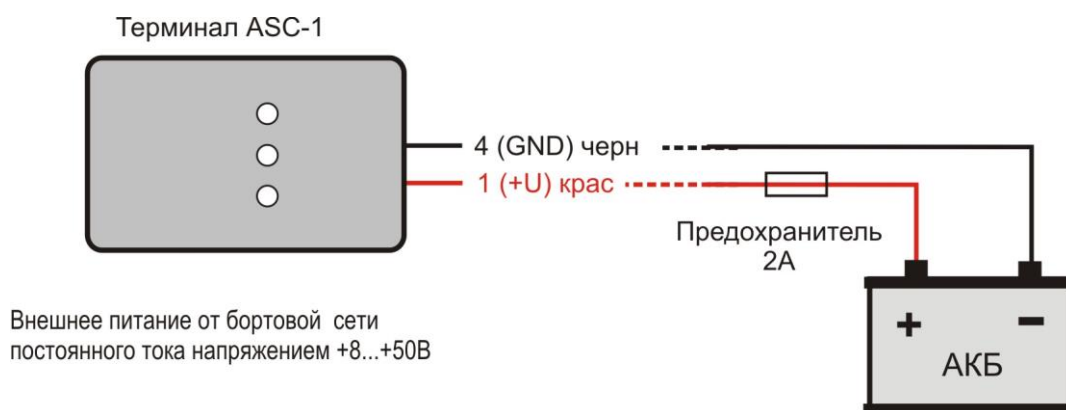 Терминал ASC-1
4 (GND) черн
1 (+U) крас
Предохранитель
2А
Внешнее питание от бортовой сети
постоянного тока напряжением +8...+50В
+ −
АКБ